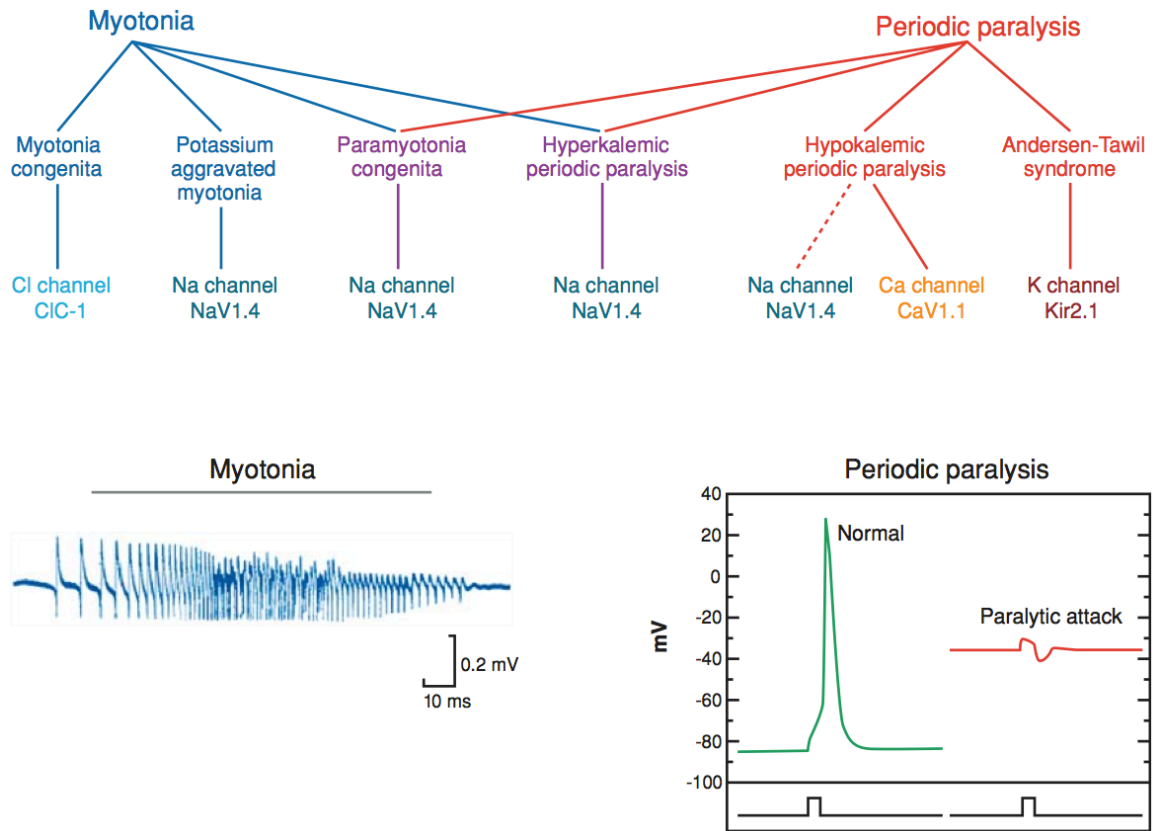 Myotonia
Periodic paralysis
Myotonia
congenita
Potassium
aggravated
myotonia
Paramyotonia
congenita
Hyperkalemic
periodic paralysis
Hypokalemic
periodic paralysis
Andersen-Tawil
syndrome
Cl channel
ClC-1
Na channel
NaV1.4
Na channel
NaV1.4
Na channel
NaV1.4
Na channel
NaV1.4
Ca channel
CaV1.1
K channel
Kir2.1
Myotonia
0.2 mV
10 ms
Periodic paralysis
mV
40
20
0
-20
-40
-60
-80
-100
Normal
Paralytic attack